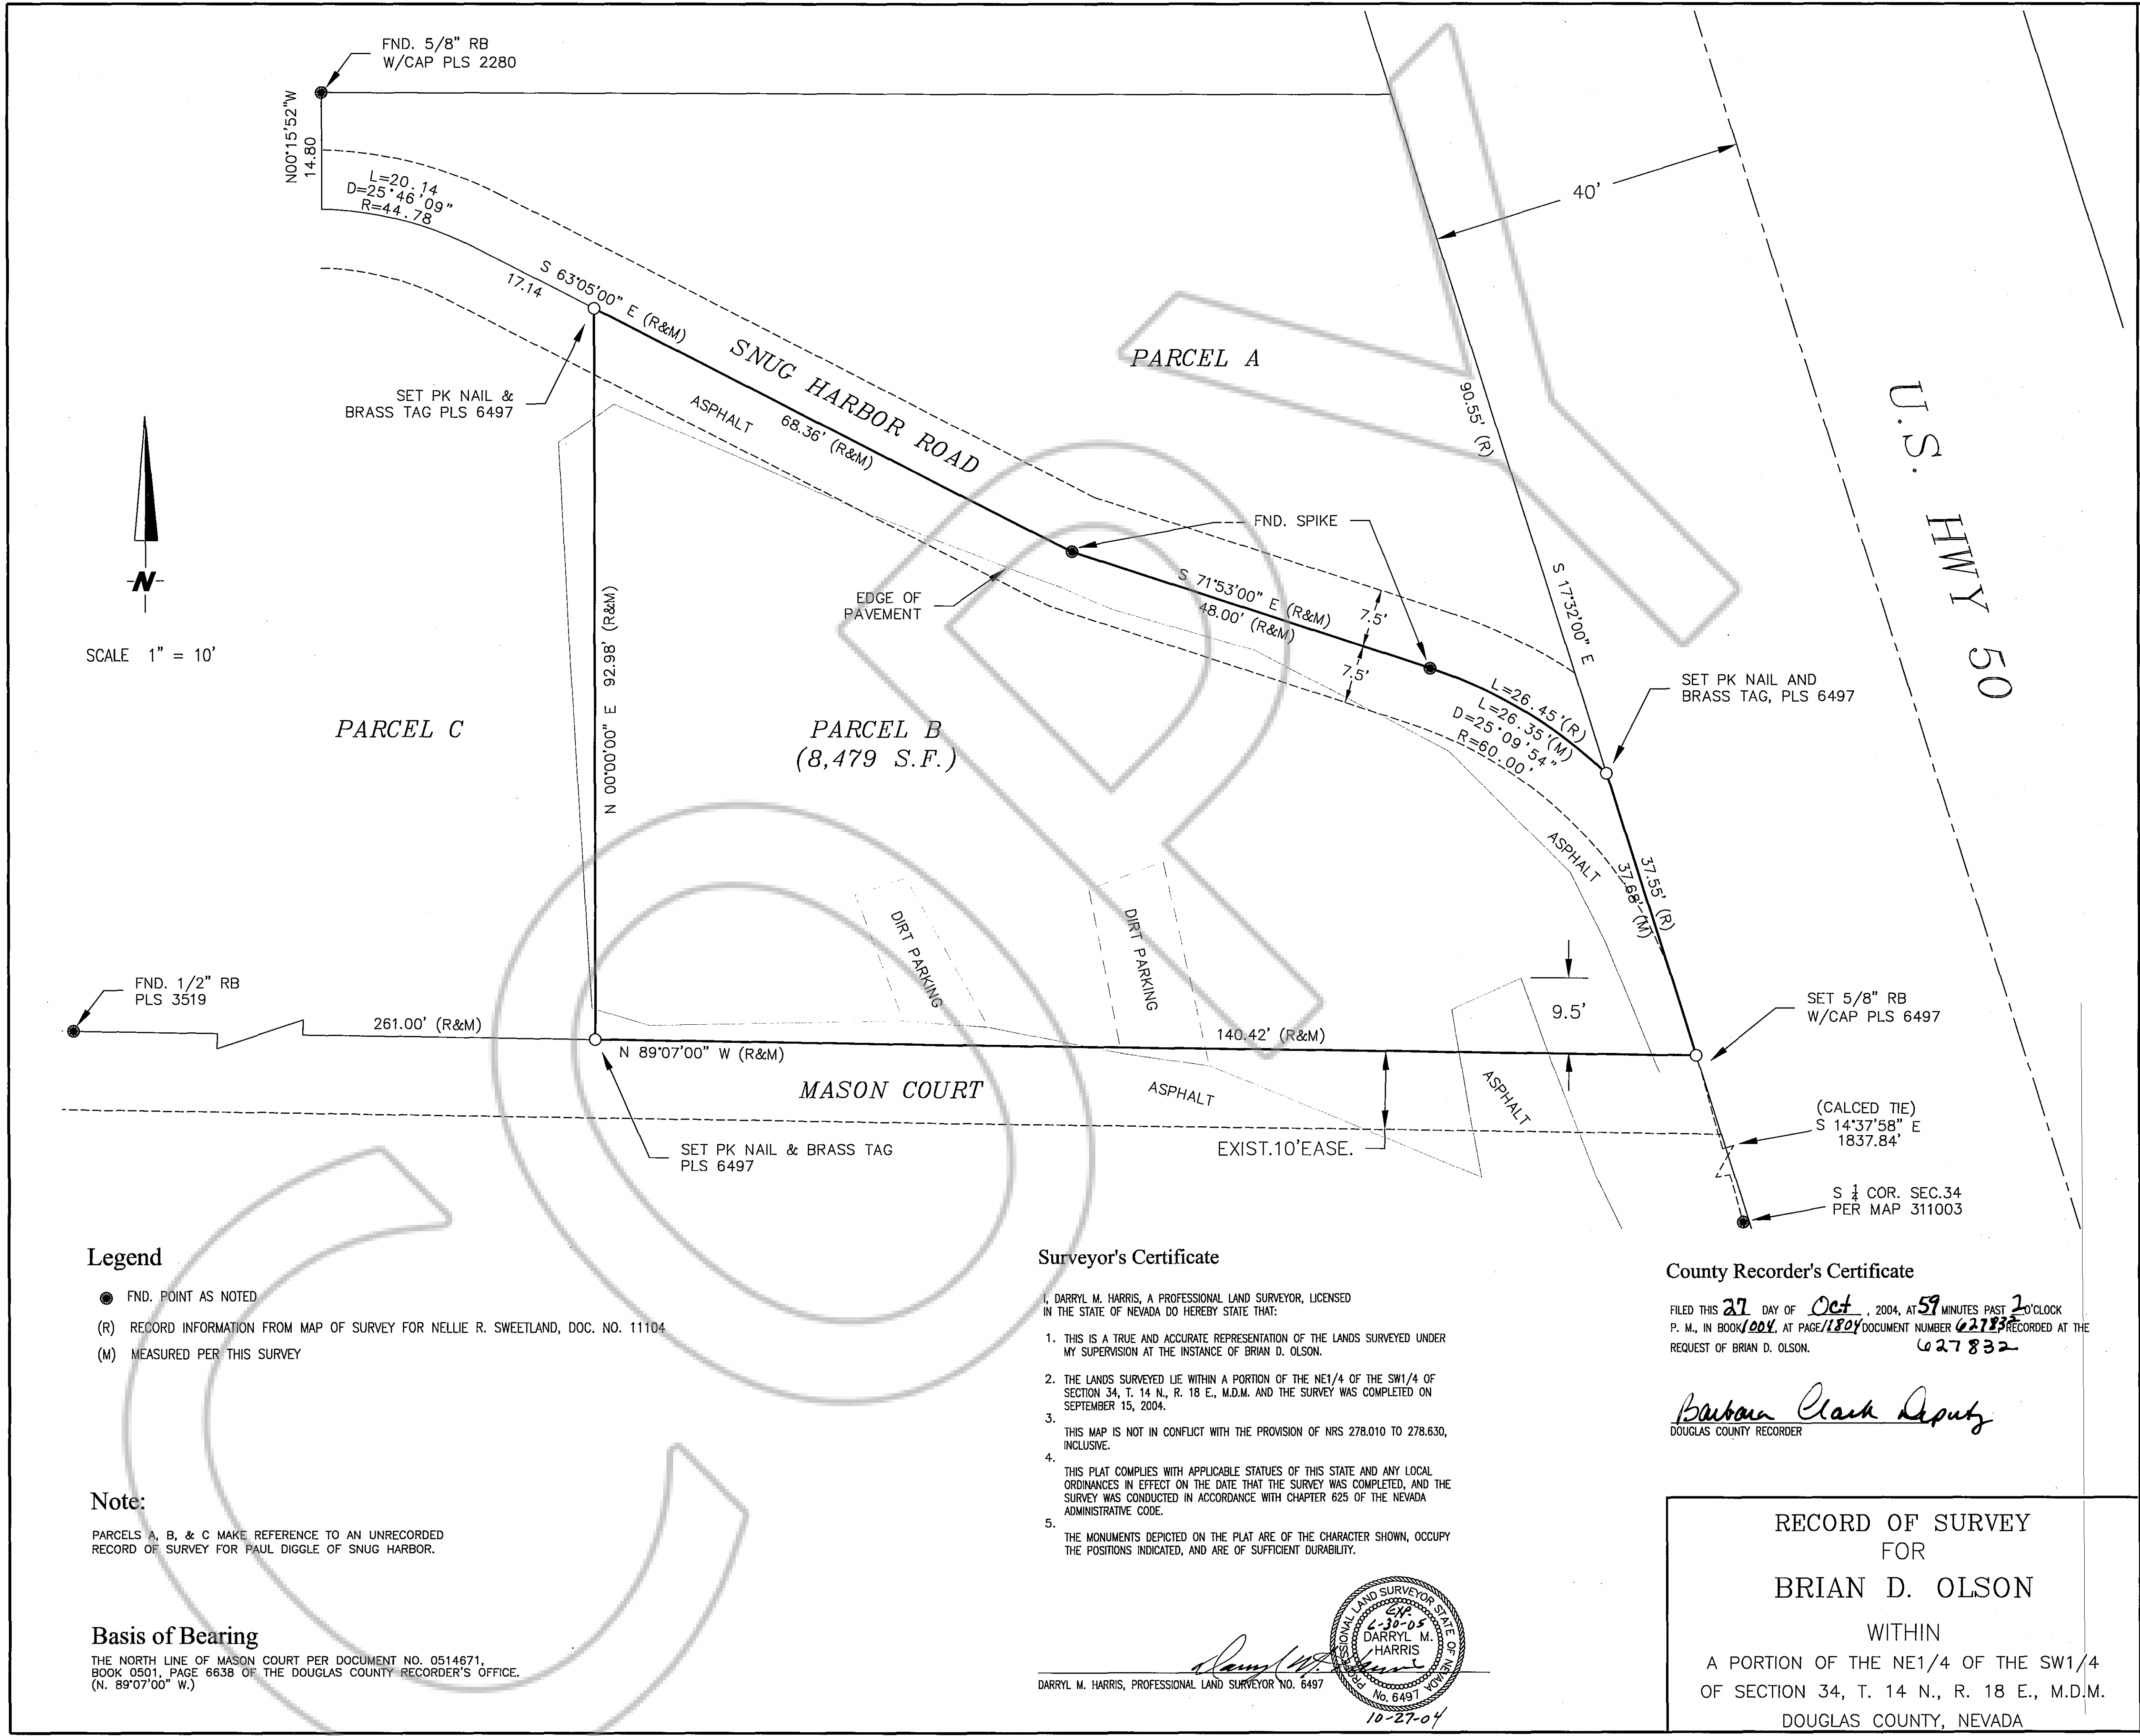 FND. 5/8" RB
W/CAP PLS 2280
N00°15'52"W
14.80
L=20.14
D=25°46'09"
R=44.78
17.14
S 63°05'00" E (R&M)
SNUG HARBOR ROAD
ASPHALT
68.36' (R&M)
SET PK NAIL &
BRASS TAG PLS 6497
PARCEL A
40'
90.55' (R)
S 17°32'00" E
U.S. HWY 50
FND. SPIKE
EDGE OF
PAVEMENT
S 71°53'00" E (R&M)
48.00' (R&M)
7.5'
7.5'
-N-
SCALE 1" = 10'
N 00°00'00" E 92.98' (R&M)
PARCEL C
PARCEL B
(8,479 S.F.)
L=26.45'(R)
L=26.35'(M)
D=25°09'54"
R=60.00'
SET PK NAIL AND
BRASS TAG, PLS 6497
ASPHALT
37.55' (R)
37.68' (M)
DIRT PARKING
DIRT PARKING
FND. 1/2" RB
PLS 3519
261.00' (R&M)
N 89°07'00" W (R&M)
140.42' (R&M)
9.5'
SET 5/8" RB
W/CAP PLS 6497
MASON COURT
ASPHALT
ASPHALT
EXIST.10'EASE.
SET PK NAIL & BRASS TAG
PLS 6497
(CALCED TIE)
S 14°37'58" E
1837.84'
S 1/4 COR. SEC.34
PER MAP 311003
COPY
Legend
FND. POINT AS NOTED
(R) RECORD INFORMATION FROM MAP OF SURVEY FOR NELLIE R. SWEETLAND, DOC. NO. 11104
(M) MEASURED PER THIS SURVEY
Note:
PARCELS A, B, & C MAKE REFERENCE TO AN UNRECORDED
RECORD OF SURVEY FOR PAUL DIGGLE OF SNUG HARBOR.
Basis of Bearing
THE NORTH LINE OF MASON COURT PER DOCUMENT NO. 0514671,
BOOK 0501, PAGE 6638 OF THE DOUGLAS COUNTY RECORDER'S OFFICE.
(N. 89°07'00" W.)
Surveyor's Certificate
I, DARRYL M. HARRIS, A PROFESSIONAL LAND SURVEYOR, LICENSED
IN THE STATE OF NEVADA DO HEREBY STATE THAT:
1. THIS IS A TRUE AND ACCURATE REPRESENTATION OF THE LANDS SURVEYED UNDER
MY SUPERVISION AT THE INSTANCE OF BRIAN D. OLSON.
2. THE LANDS SURVEYED LIE WITHIN A PORTION OF THE NE1/4 OF THE SW1/4 OF
SECTION 34, T. 14 N., R. 18 E., M.D.M. AND THE SURVEY WAS COMPLETED ON
SEPTEMBER 15, 2004.
3.
THIS MAP IS NOT IN CONFLICT WITH THE PROVISION OF NRS 278.010 TO 278.630,
INCLUSIVE.
4.
THIS PLAT COMPLIES WITH APPLICABLE STATUES OF THIS STATE AND ANY LOCAL
ORDINANCES IN EFFECT ON THE DATE THAT THE SURVEY WAS COMPLETED, AND THE
SURVEY WAS CONDUCTED IN ACCORDANCE WITH CHAPTER 625 OF THE NEVADA
ADMINISTRATIVE CODE.
5.
THE MONUMENTS DEPICTED ON THE PLAT ARE OF THE CHARACTER SHOWN, OCCUPY
THE POSITIONS INDICATED, AND ARE OF SUFFICIENT DURABILITY.
DARRYL M. HARRIS, PROFESSIONAL LAND SURVEYOR NO. 6497
PROFESSIONAL LAND SURVEYOR STATE OF NEVADA
EXP.
6-30-05
DARRYL M.
HARRIS
No. 6497
10-27-04
County Recorder's Certificate
FILED THIS 27 DAY OF Oct, 2004, AT 59 MINUTES PAST 2 O'CLOCK
P. M., IN BOOK 1004, AT PAGE 11804 DOCUMENT NUMBER 627832 RECORDED AT THE
REQUEST OF BRIAN D. OLSON. 627832
Barbara Clark Deputy
DOUGLAS COUNTY RECORDER
RECORD OF SURVEY
FOR
BRIAN D. OLSON
WITHIN
A PORTION OF THE NE1/4 OF THE SW1/4
OF SECTION 34, T. 14 N., R. 18 E., M.D.M.
DOUGLAS COUNTY, NEVADA